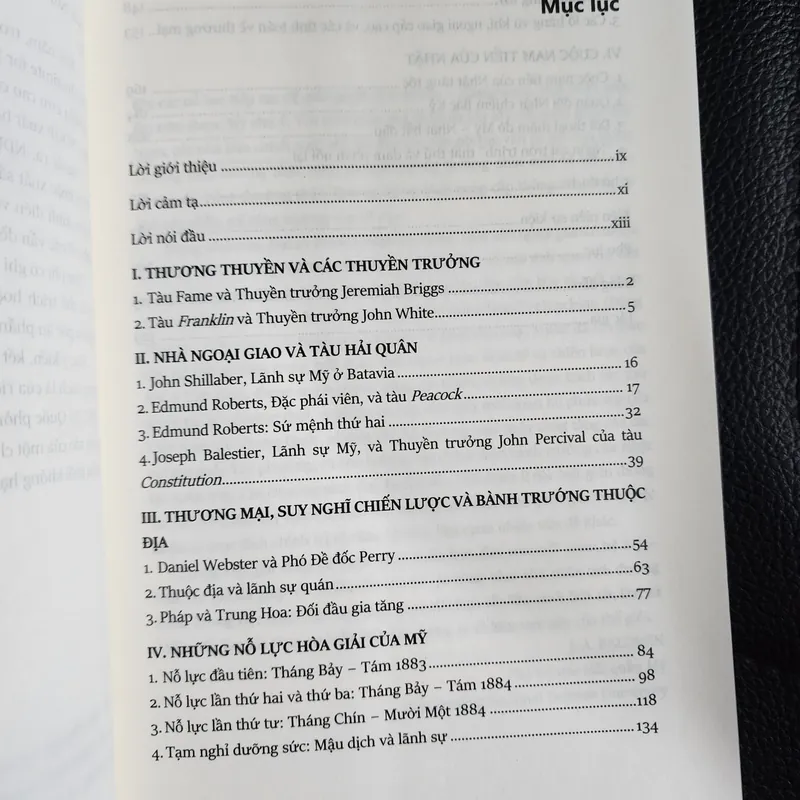 Mục lục
Lời giới thiệu ix
Lời cảm tạ xi
Lời nói đầu xiii
I. THƯƠNG THUYỀN VÀ CÁC THUYỀN TRƯỞNG
1. Tàu Fame và Thuyền trưởng Jeremiah Briggs 2
2. Tàu Franklin và Thuyền trưởng John White 5
II. NHÀ NGOẠI GIAO VÀ TÀU HẢI QUÂN
1. John Shillaber, Lãnh sự Mỹ ở Batavia 16
2. Edmund Roberts, Đặc phái viên, và tàu Peacock 17
3. Edmund Roberts: Sứ mệnh thứ hai 32
4. Joseph Balestier, Lãnh sự Mỹ, và Thuyền trưởng John Percival của tàu
Constitution 39
III. THƯƠNG MẠI, SUY NGHĨ CHIẾN LƯỢC VÀ BÀNH TRƯỚNG THUỘC
ĐỊA
1. Daniel Webster và Phó Đề đốc Perry 54
2. Thuộc địa và lãnh sự quán 63
3. Pháp và Trung Hoa: Đối đầu gia tăng 77
IV. NHỮNG NỖ LỰC HÒA GIẢI CỦA MỸ
1. Nỗ lực đầu tiên: Tháng Bảy – Tám 1883 84
2. Nỗ lực lần thứ hai và thứ ba: Tháng Bảy – Tám 1884 98
3. Nỗ lực lần thứ tư: Tháng Chín – Mười Một 1884 118
4. Tạm nghỉ dưỡng sức: Mậu dịch và lãnh sự 134